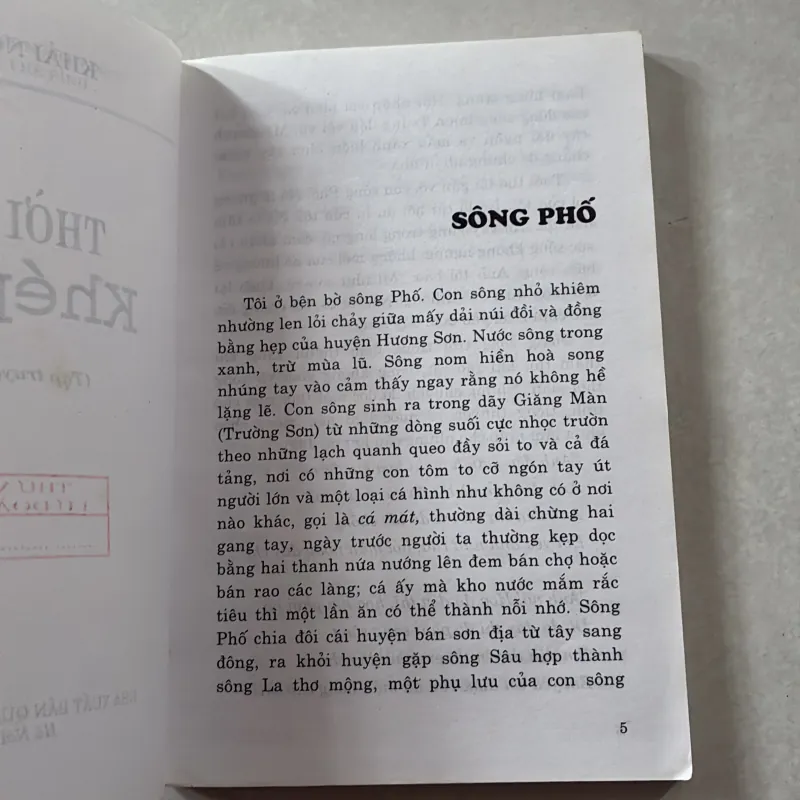 SÔNG PHỐ
Tôi ở bên bờ sông Phố. Con sông nhỏ khiêm
nhường len lỏi chảy giữa mấy dải núi đồi và đồng
bằng hẹp của huyện Hương Sơn. Nước sông trong
xanh, trừ mùa lũ. Sông nom hiền hoà song
nhúng tay vào cảm thấy ngay rằng nó không hề
lặng lẽ. Con sông sinh ra trong dãy Giăng Màn
(Trường Sơn) từ những dòng suối cực nhọc trườn
theo những lạch quanh queo đầy sỏi to và cả đá
tảng, nơi có những con tôm to cỡ ngón tay út
người lớn và một loại cá hình như không có ở nơi
nào khác, gọi là cá mát, thường dài chừng hai
gang tay, ngày trước người ta thường kẹp dọc
bằng hai thanh nứa nướng lên đem bán chợ hoặc
bán rao các làng; cá ấy mà kho nước mắm rắc
tiêu thì một lần ăn có thể thành nỗi nhớ. Sông
Phố chia đôi cái huyện bán sơn địa từ tây sang
đông, ra khỏi huyện gặp sông Sâu hợp thành
sông La thơ mộng, một phụ lưu của con sông
5